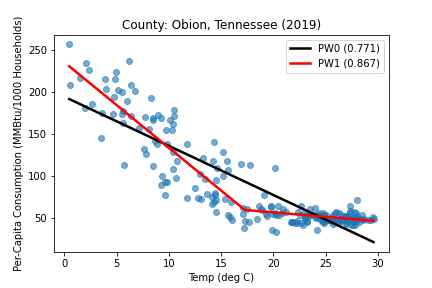 County: Obion, Tennessee (2019)
PW0 (0.771)
PW1 (0.867)
Per-Capita Consumption (MMBtu/1000 Households)
250
200
150
100
50
0 5 10 15 20 25 30
Temp (deg C)